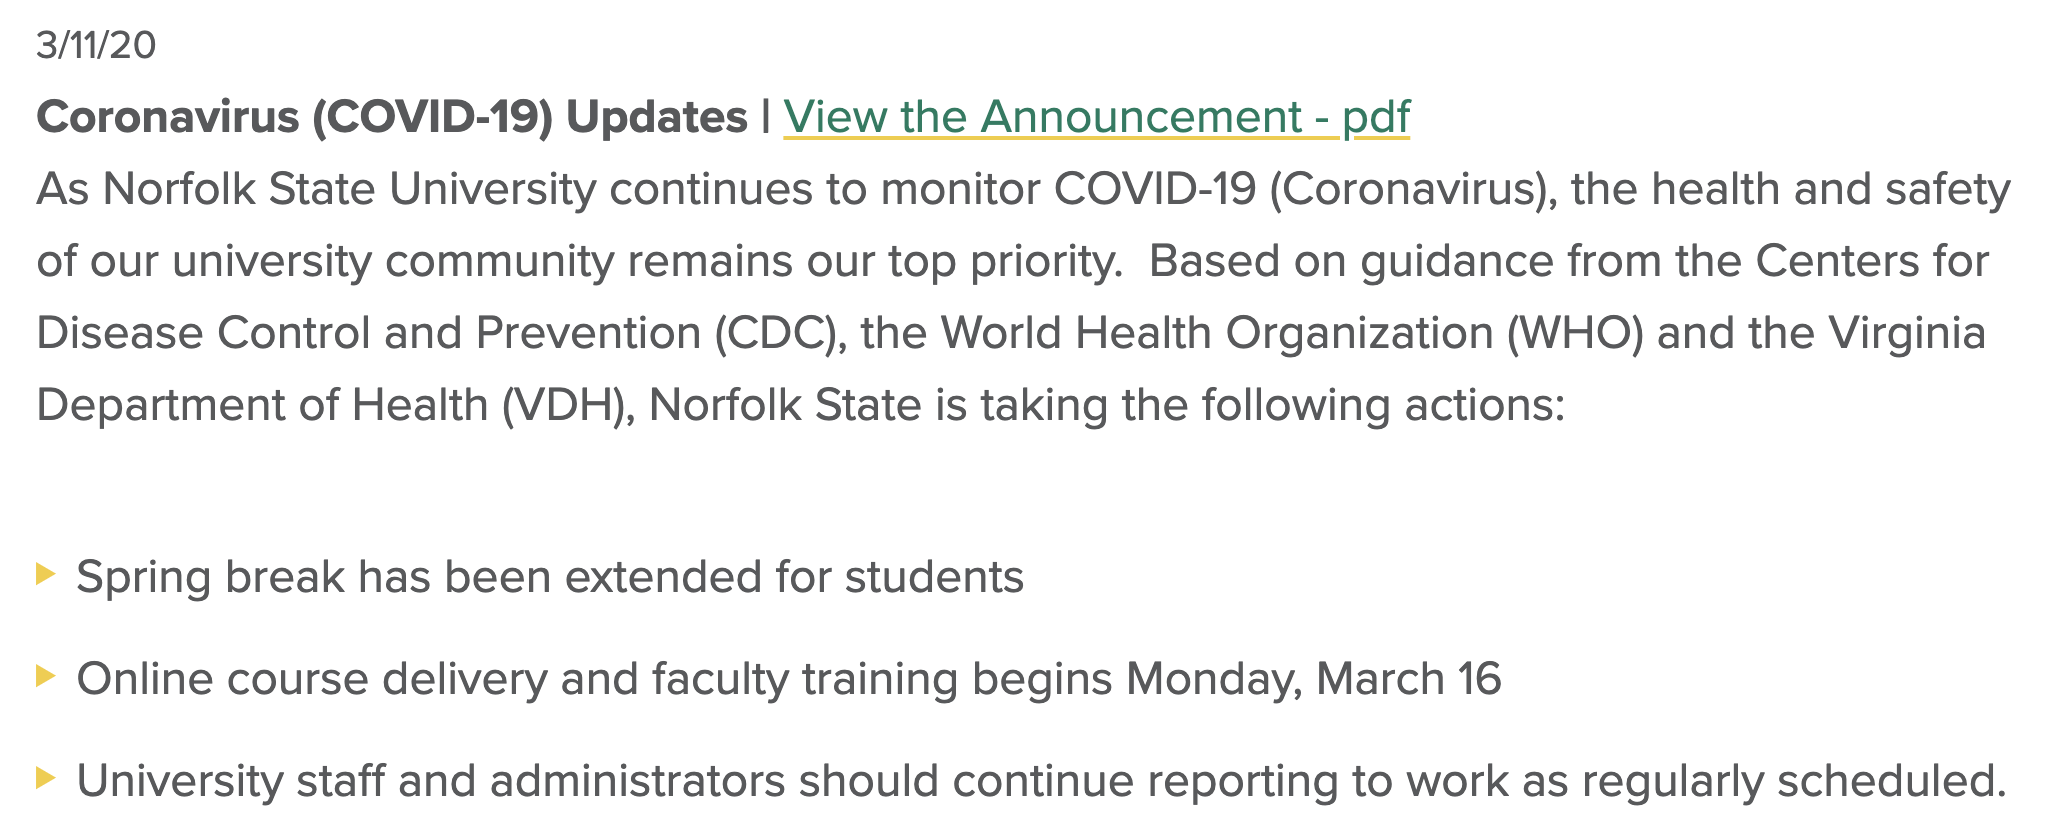 3/11/20
Coronavirus (COVID-19) Updates | View the Announcement - pdf
As Norfolk State University continues to monitor COVID-19 (Coronavirus), the health and safety
of our university community remains our top priority.  Based on guidance from the Centers for
Disease Control and Prevention (CDC), the World Health Organization (WHO) and the Virginia
Department of Health (VDH), Norfolk State is taking the following actions:
Spring break has been extended for students
Online course delivery and faculty training begins Monday, March 16
University staff and administrators should continue reporting to work as regularly scheduled.